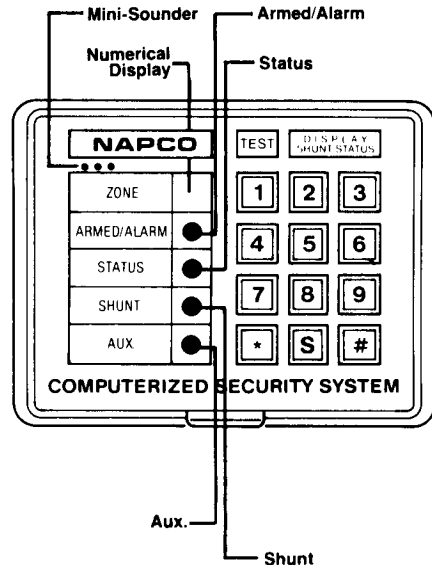 Mini-Sounder
Armed/Alarm
Numerical
Display
Status
NAPCO
TEST
DISPLAY
SHUNT STATUS
ZONE
ARMED/ALARM
STATUS
SHUNT
AUX.
1 2 3
4 5 6
7 8 9
* S #
COMPUTERIZED SECURITY SYSTEM
Aux.
Shunt